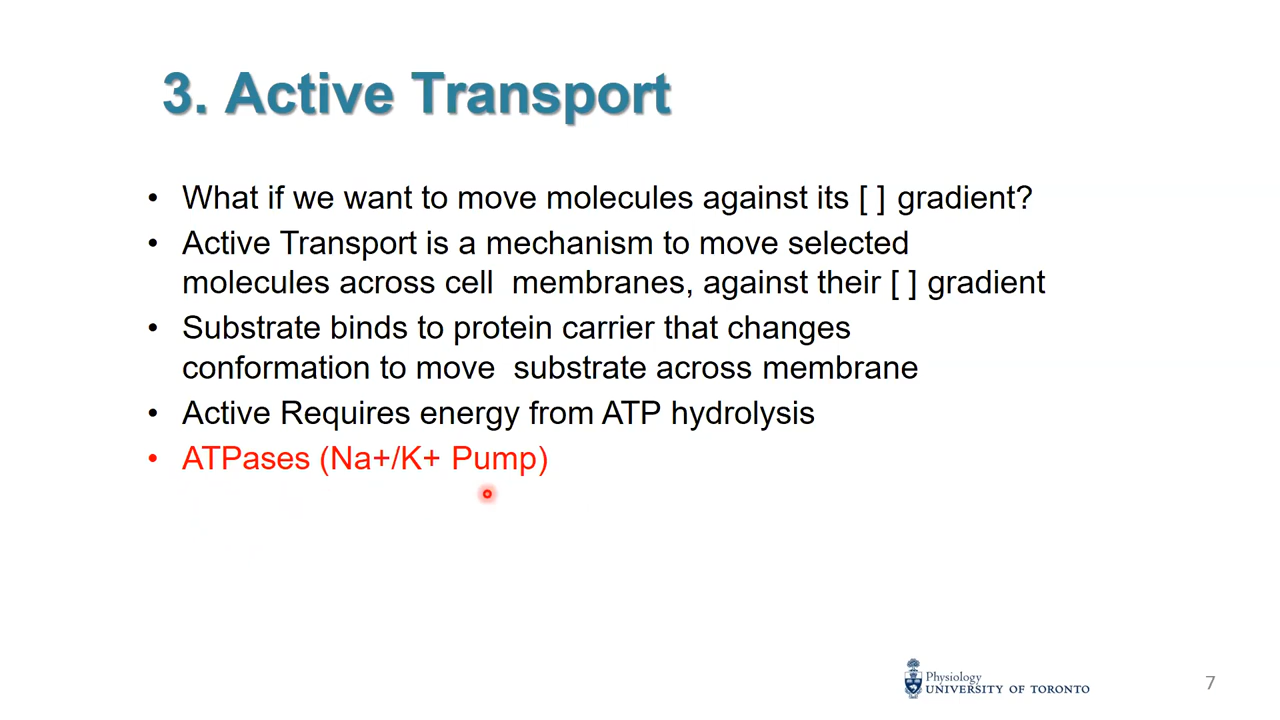 3. Active Transport
• What if we want to move molecules against its [ ] gradient?
• Active Transport is a mechanism to move selected
molecules across cell membranes, against their [ ] gradient
• Substrate binds to protein carrier that changes
conformation to move substrate across membrane
• Active Requires energy from ATP hydrolysis
• ATPases (Na+/K+ Pump)
Physiology
UNIVERSITY OF TORONTO
7